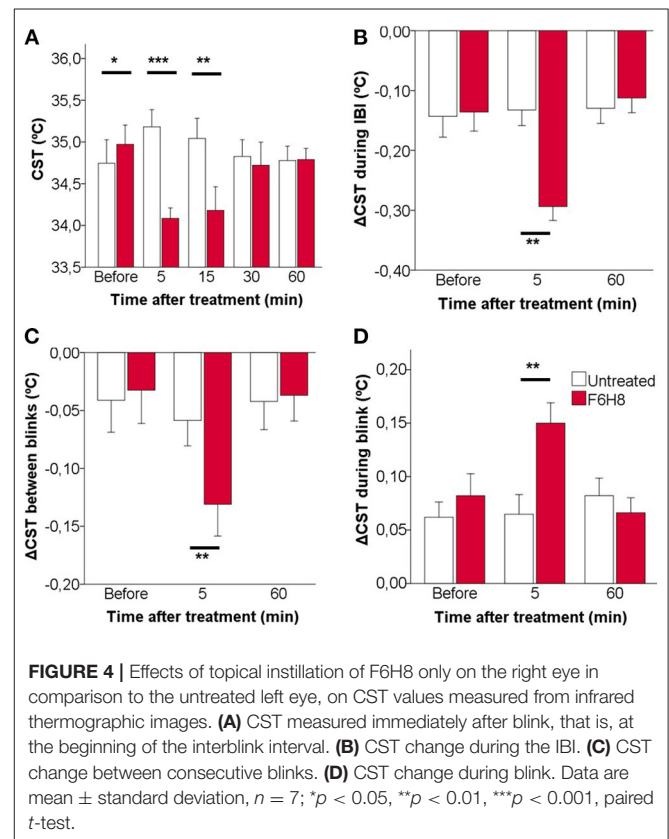 A
36,0
35,5
35,0
34,5
34,0
33,5
CST (ºC)
* *** **
Before 5 15 30 60
Time after treatment (min)
B
0,00
-0,10
-0,20
-0,30
-0,40
ΔCST during IBI (ºC)
**
Before 5 60
Time after treatment (min)
C
0,00
-0,05
-0,10
-0,15
-0,20
ΔCST between blinks (ºC)
**
Before 5 60
Time after treatment (min)
D
0,20
0,15
0,10
0,05
0,00
ΔCST during blink (ºC)
**
Untreated
F6H8
Before 5 60
Time after treatment (min)
FIGURE 4 | Effects of topical instillation of F6H8 only on the right eye in
comparison to the untreated left eye, on CST values measured from infrared
thermographic images. (A) CST measured immediately after blink, that is, at
the beginning of the interblink interval. (B) CST change during the IBI. (C) CST
change between consecutive blinks. (D) CST change during blink. Data are
mean ± standard deviation, n = 7; *p < 0.05, **p < 0.01, ***p < 0.001, paired
t-test.